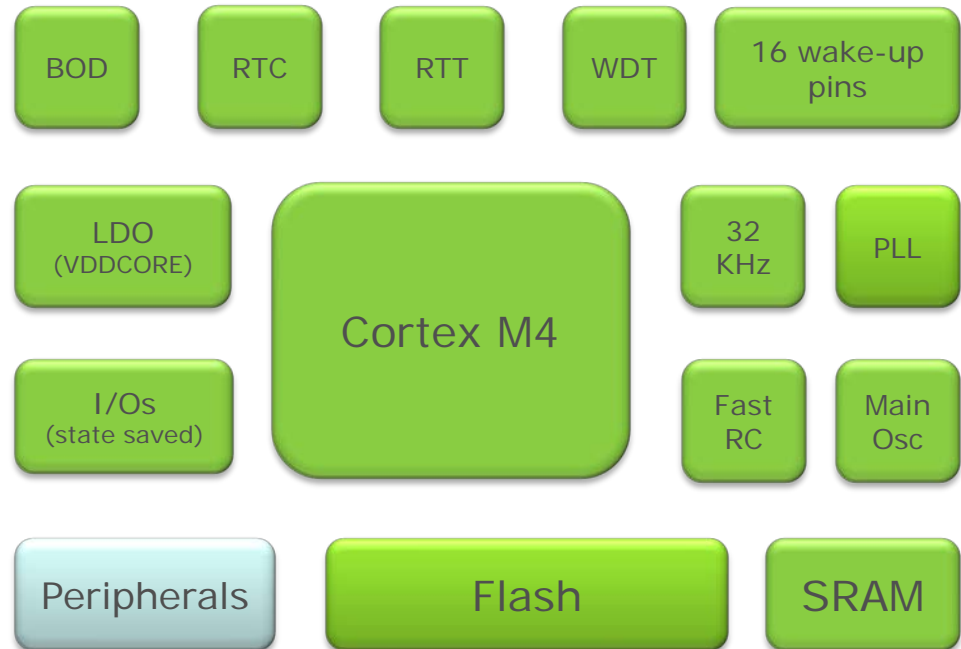 BOD
RTC
RTT
WDT
16 wake-up
pins
LDO
(VDDCORE)
Cortex M4
32
KHz
PLL
I/Os
(state saved)
Fast
RC
Main
Osc
Peripherals
Flash
SRAM